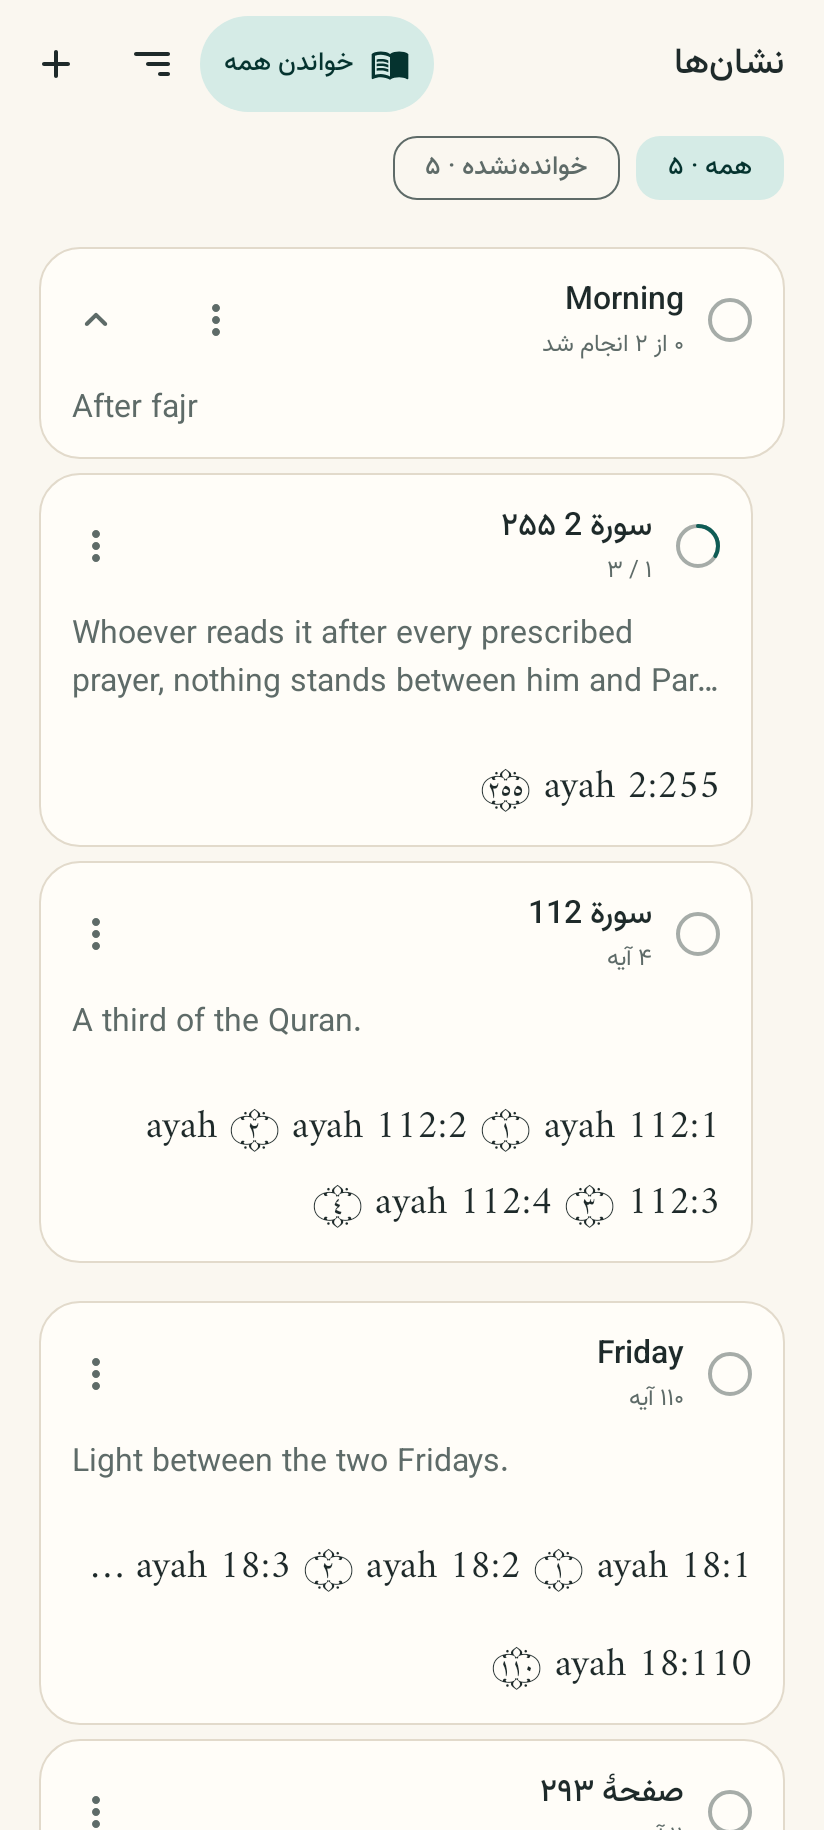 نشان‌ها
خواندن همه
همه · ۵
خوانده‌نشده · ۵
Morning
۰ از ۲ انجام شد
After fajr
سورة 2 ۲۵۵
۱ / ۳
Whoever reads it after every prescribed
prayer, nothing stands between him and Par...
ayah 2:255 ٢٥٥
سورة 112
۴ آیه
A third of the Quran.
ayah 112:1 ١ ayah 112:2 ٢ ayah
112:3 ٣ ayah 112:4 ٤
Friday
۱۱۰ آیه
Light between the two Fridays.
ayah 18:1 ١ ayah 18:2 ٢ ayah 18:3 ...
ayah 18:110 ١١٠
صفحهٔ ۲۹۳